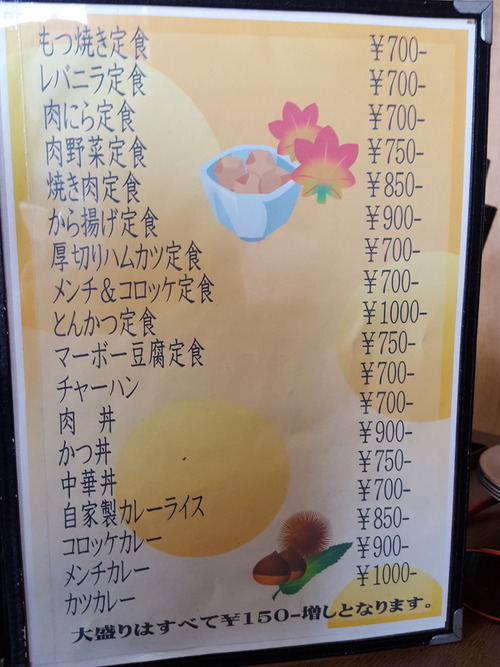 もつ焼き定食 ￥700-
レバニラ定食 ￥700-
肉にら定食 ￥700-
肉野菜定食 ￥750-
焼き肉定食 ￥850-
から揚げ定食 ￥900-
厚切りハムカツ定食 ￥700-
メンチ＆コロッケ定食 ￥700-
とんかつ定食 ￥1000-
マーボー豆腐定食 ￥750-
チャーハン ￥700-
肉　丼 ￥700-
かつ丼 ￥900-
中華丼 ￥750-
自家製カレーライス ￥700-
コロッケカレー ￥850-
メンチカレー ￥900-
カツカレー ￥1000-
大盛りはすべて￥150-増しとなります。